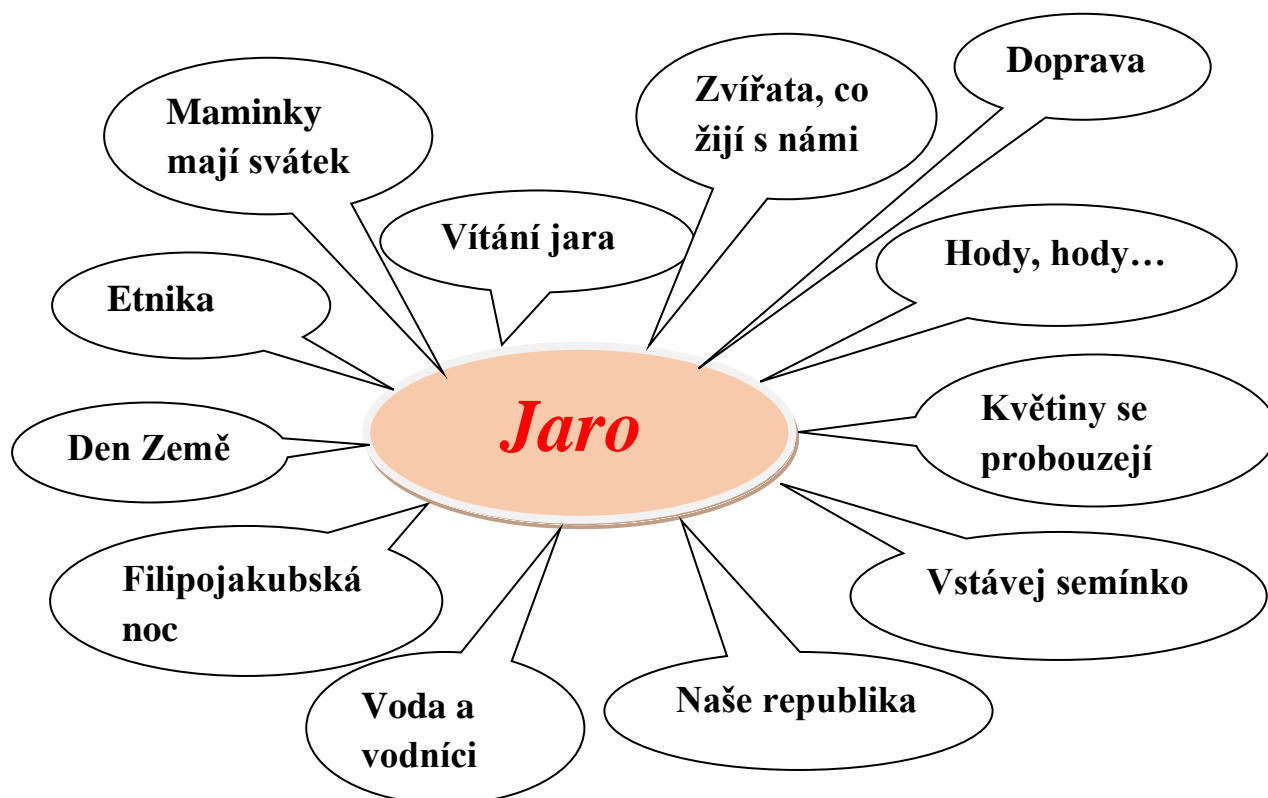 Doprava
Zvířata, co
žijí s námi
Maminky
mají svátek
Vítání jara
Hody, hody…
Etnika
Jaro
Květiny se
probouzejí
Den Země
Filipojakubská
noc
Vstávej semínko
Naše republika
Voda a
vodníci